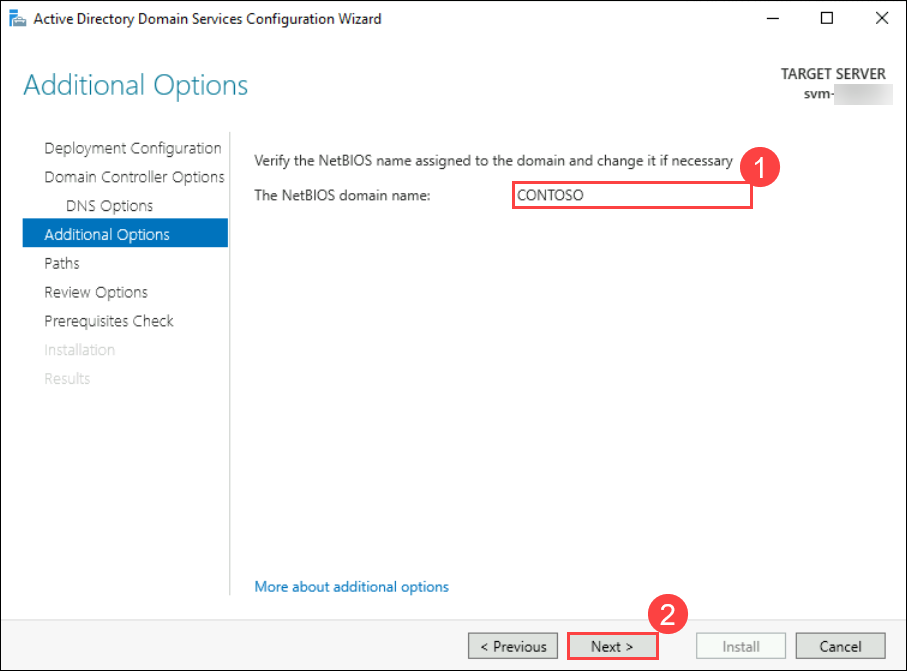 Active Directory Domain Services Configuration Wizard
Additional Options
TARGET SERVER
svm-
Deployment Configuration
Domain Controller Options
DNS Options
Additional Options
Paths
Review Options
Prerequisites Check
Installation
Results
Verify the NetBIOS name assigned to the domain and change it if necessary
1
The NetBIOS domain name: CONTOSO
More about additional options
2
< Previous Next > Install Cancel